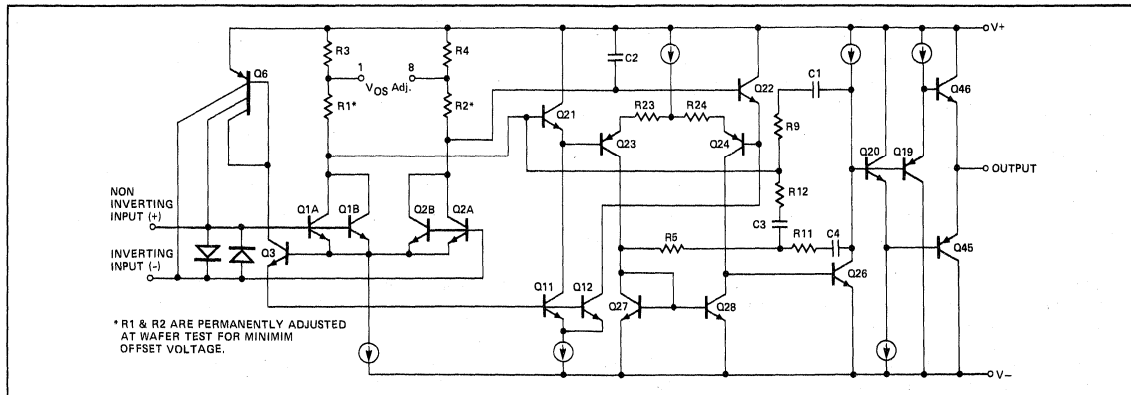 V+
R3
R4
C2
Q6
1
8
VOS Adj.
C1
Q46
Q22
R1*
R2*
Q21
R23
R24
R9
Q23
Q24
Q20
Q19
OUTPUT
R12
NON
INVERTING
INPUT (+)
Q1A
Q1B
Q2B
Q2A
C3
INVERTING
INPUT (-)
Q3
R5
R11
C4
Q45
Q26
Q11
Q12
Q27
Q28
* R1 & R2 ARE PERMANENTLY ADJUSTED
AT WAFER TEST FOR MINIMIM
OFFSET VOLTAGE.
V-